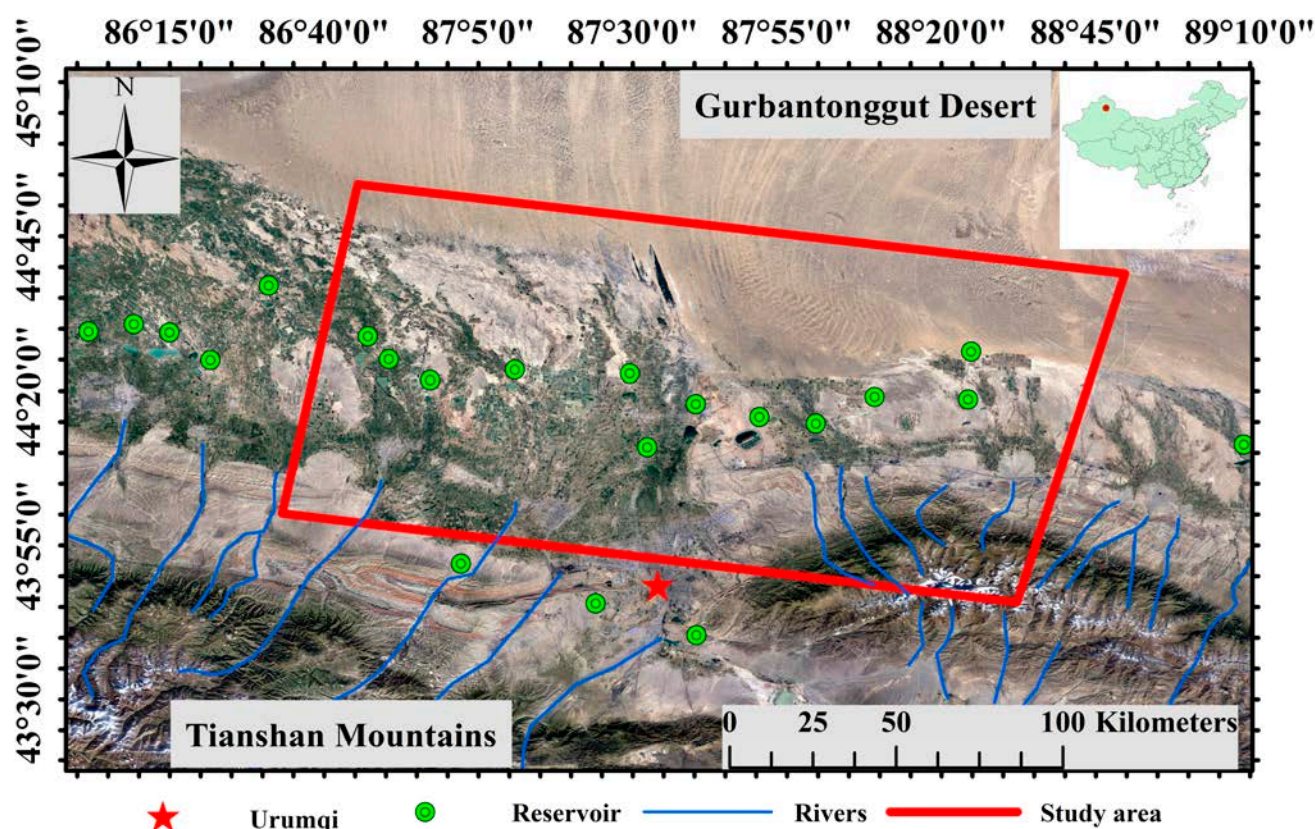 86°15'0" 86°40'0" 87°5'0" 87°30'0" 87°55'0" 88°20'0" 88°45'0" 89°10'0"
45°10'0"
44°45'0"
44°20'0"
43°55'0"
43°30'0"
N
Gurbantonggut Desert
Tianshan Mountains
0 25 50 100 Kilometers
Urumqi Reservoir Rivers Study area